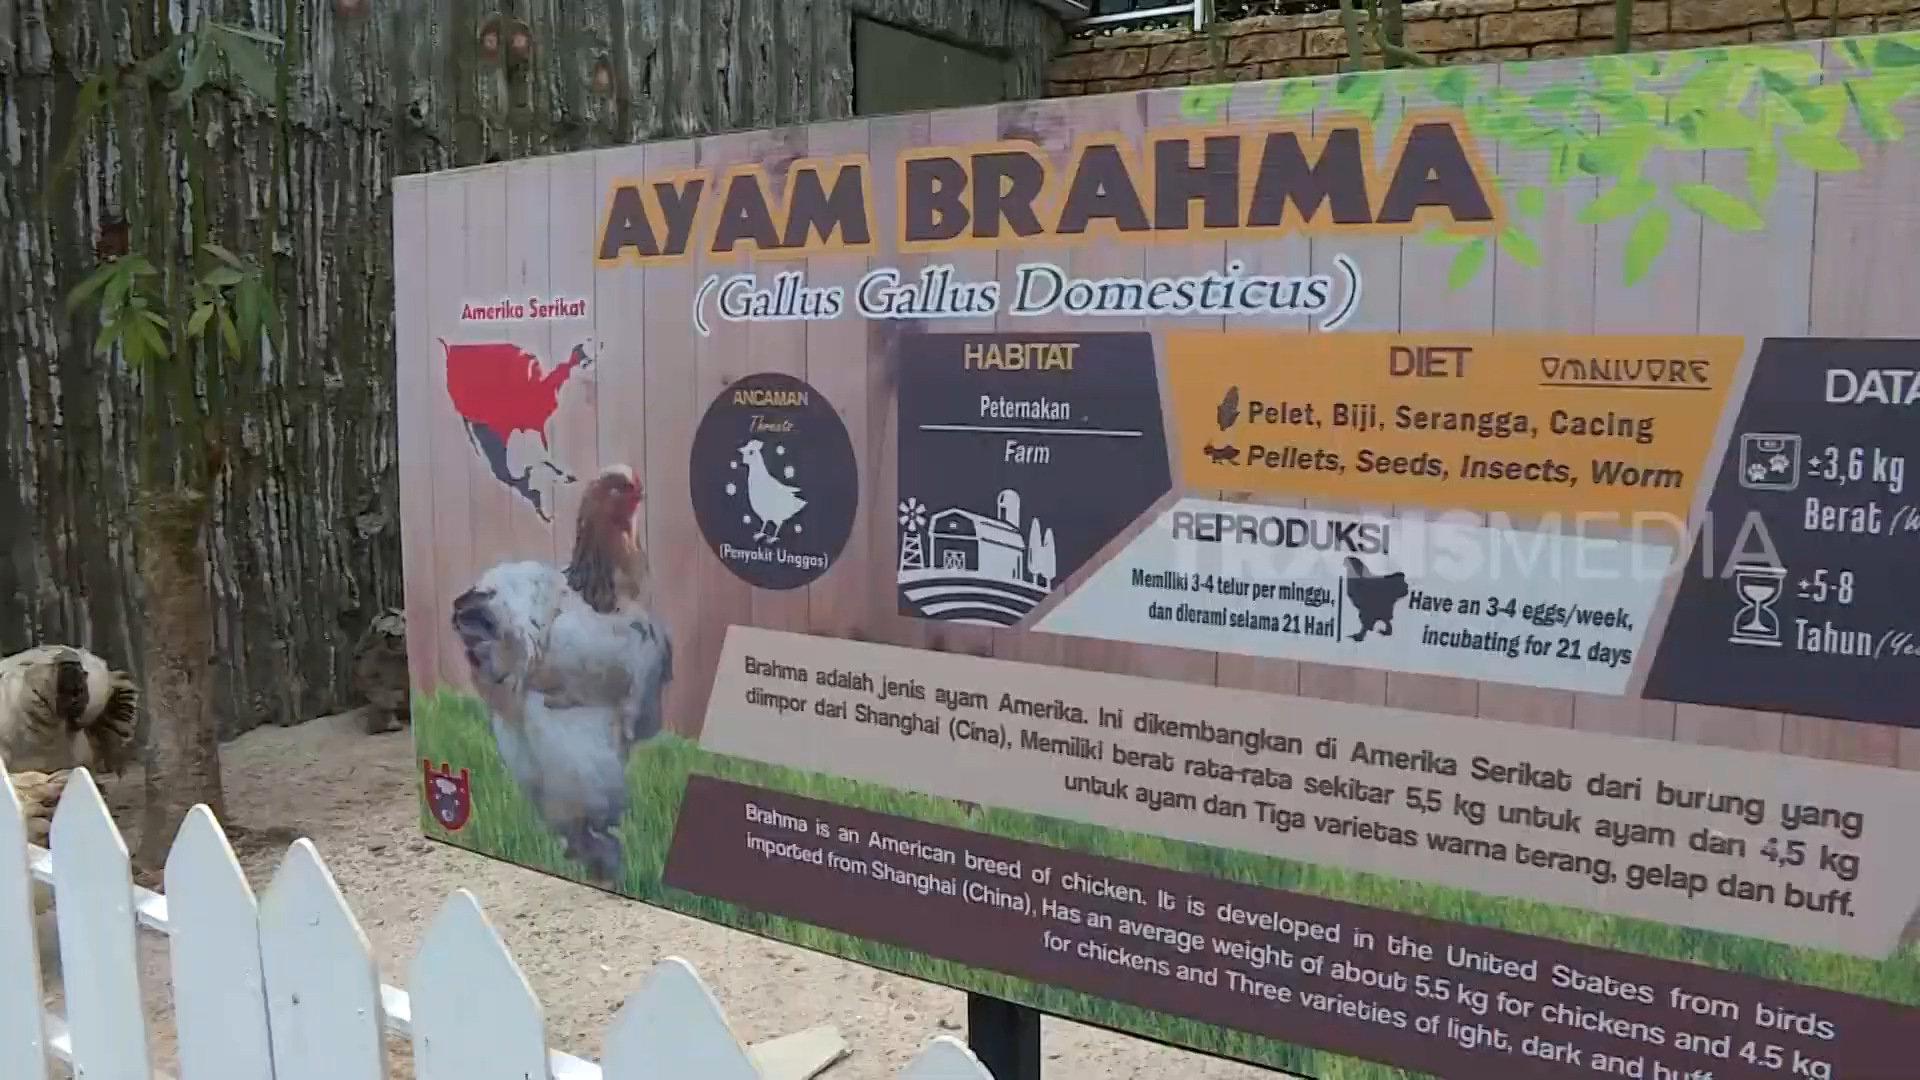 AYAM BRAHMA
(Gallus Gallus Domesticus)
Amerika Serikat
ANCAMAN
Threats
(Penyakit Unggas)
HABITAT
Peternakan
Farm
DIET OMNIVORE
Pelet, Biji, Serangga, Cacing
Pellets, Seeds, Insects, Worm
REPRODUKSI
Memiliki 3-4 telur per minggu,
dan dierami selama 21 Hari
Have an 3-4 eggs/week,
incubating for 21 days
DATA
±3,6 kg
Berat
±5-8
Tahun
TRANSMEDIA
Brahma adalah jenis ayam Amerika. Ini dikembangkan di Amerika Serikat dari burung yang
diimpor dari Shanghai (Cina), Memiliki berat rata-rata sekitar 5,5 kg untuk ayam dan 4,5 kg
untuk ayam dan Tiga varietas warna terang, gelap dan buff.
Brahma is an American breed of chicken. It is developed in the United States from birds
imported from Shanghai (China), Has an average weight of about 5.5 kg for chickens and 4.5 kg
for chickens and Three varieties of light, dark and buff